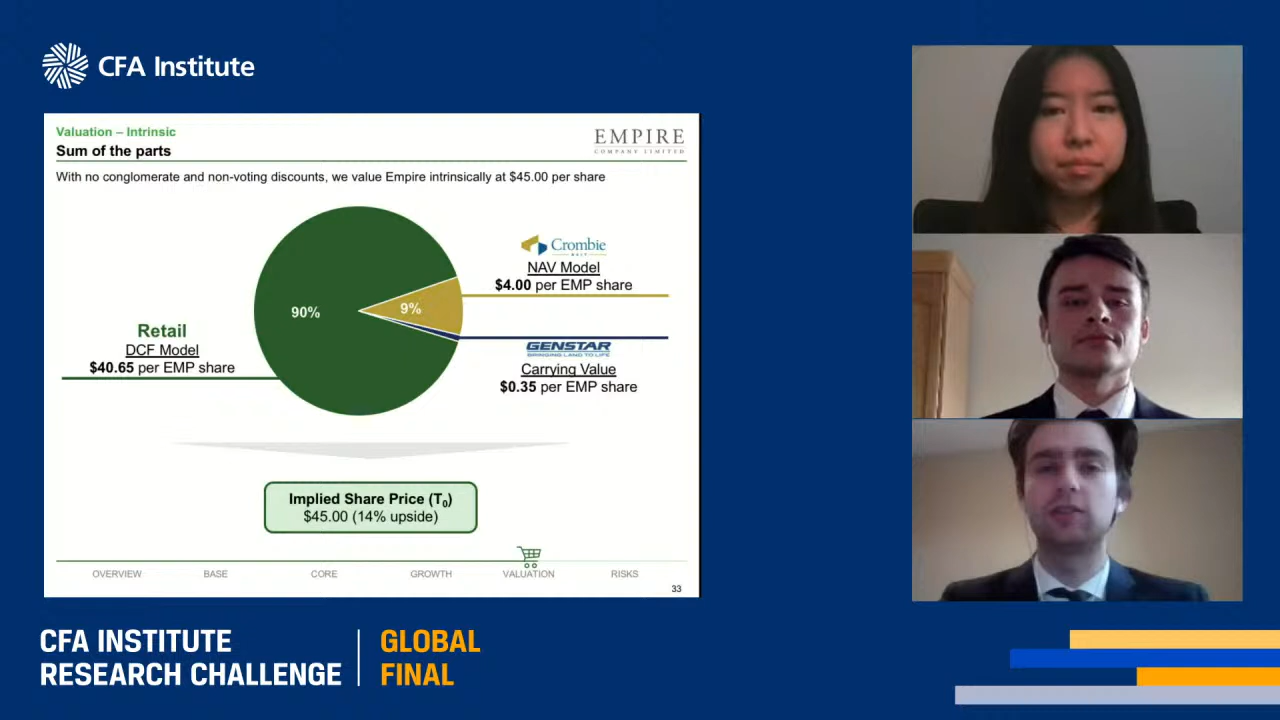 CFA Institute
Valuation – Intrinsic
Sum of the parts
EMPIRE
COMPANY LIMITED
With no conglomerate and non-voting discounts, we value Empire intrinsically at $45.00 per share
90%
9%
Retail
DCF Model
$40.65 per EMP share
Crombie
REIT
NAV Model
$4.00 per EMP share
GENSTAR
BRINGING LAND TO LIFE
Carrying Value
$0.35 per EMP share
Implied Share Price (T0)
$45.00 (14% upside)
OVERVIEW BASE CORE GROWTH VALUATION RISKS
33
CFA INSTITUTE
RESEARCH CHALLENGE
GLOBAL
FINAL